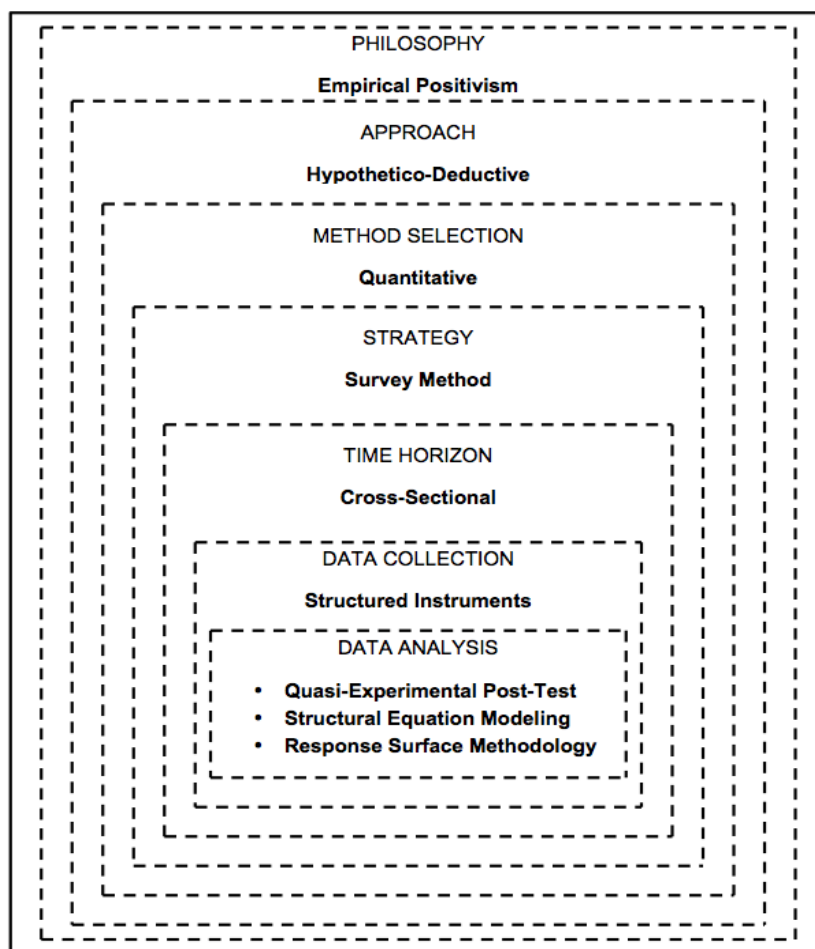 PHILOSOPHY
Empirical Positivism
APPROACH
Hypothetico-Deductive
METHOD SELECTION
Quantitative
STRATEGY
Survey Method
TIME HORIZON
Cross-Sectional
DATA COLLECTION
Structured Instruments
DATA ANALYSIS
• Quasi-Experimental Post-Test
• Structural Equation Modeling
• Response Surface Methodology